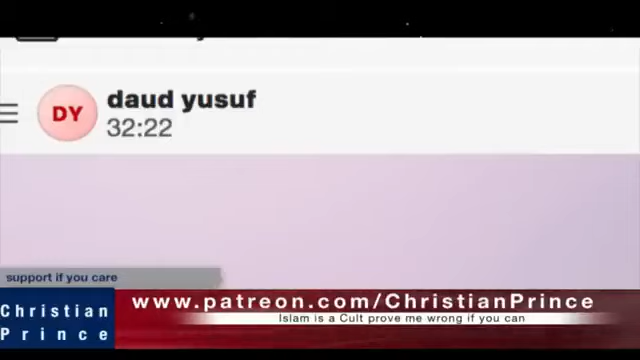 DY
daud yusuf
32:22
support if you care
Christian
Prince
www.patreon.com/ChristianPrince
Islam is a Cult prove me wrong if you can